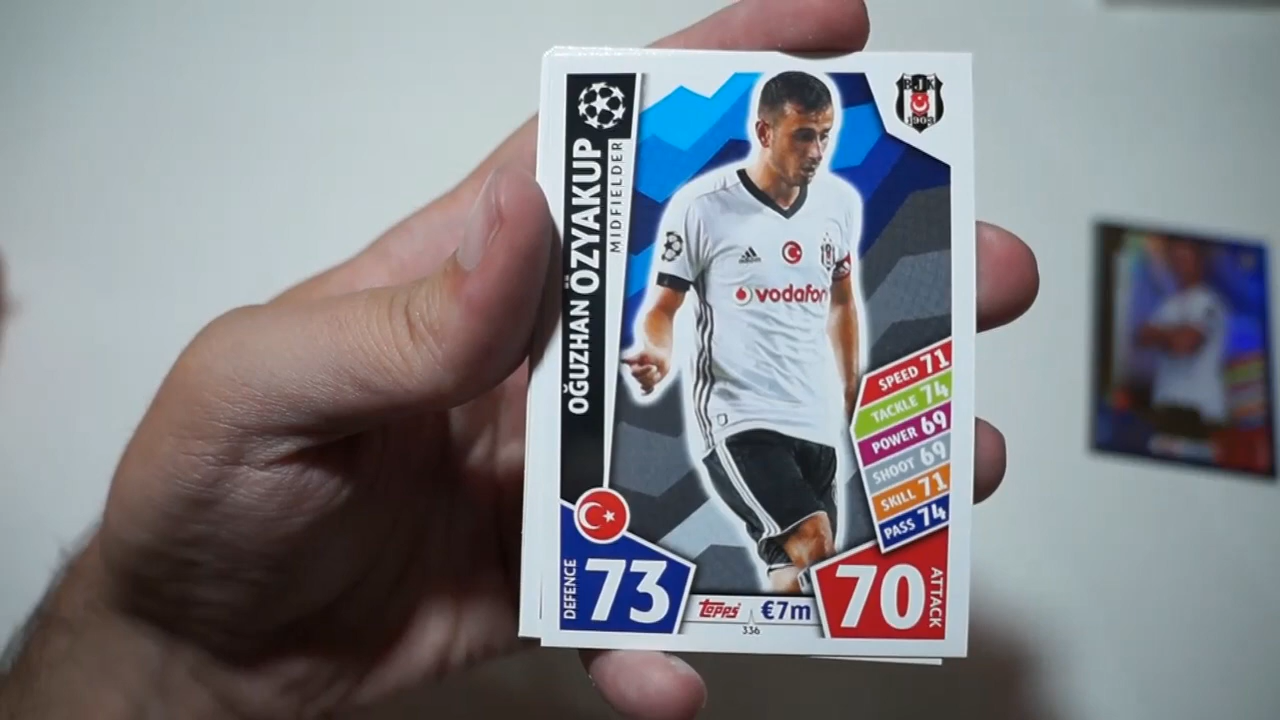 OĞUZHAN ÖZYAKUP
MIDFIELDER
BJK
1903
vodafon
SPEED 71
TACKLE 74
POWER 69
SHOOT 69
SKILL 71
PASS 74
DEFENCE 73
Topps €7m
336
70 ATTACK